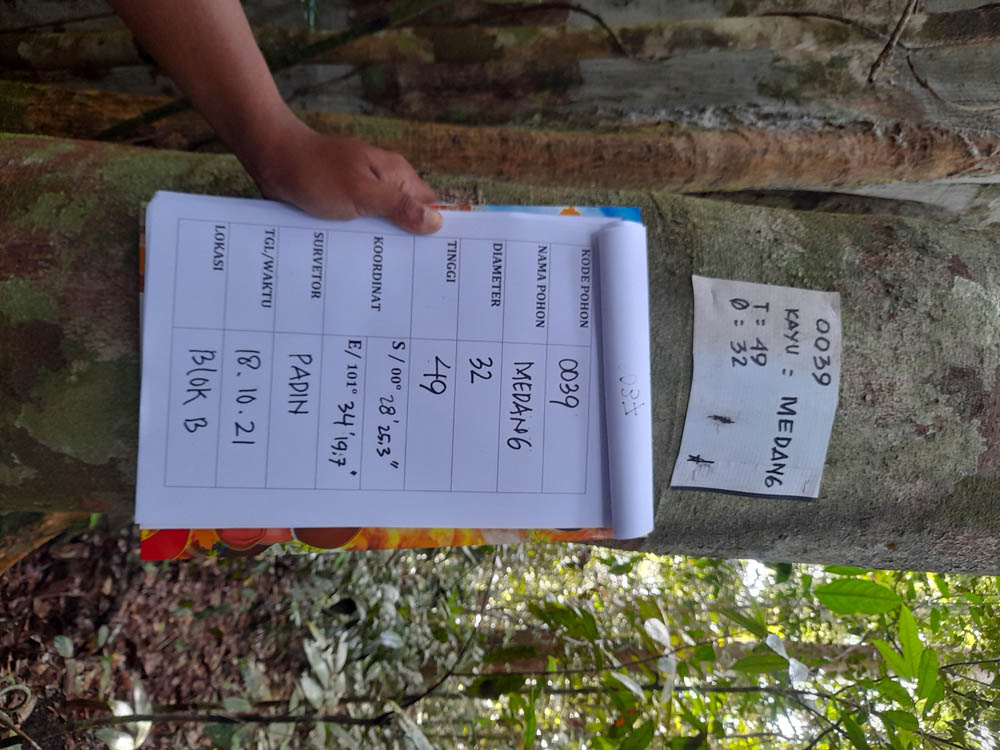 0039
KAYU = MEDANG
T = 49
Ø = 32
KODE POHON 0039
NAMA POHON MEDANG
DIAMETER 32
TINGGI 49
KOORDINAT S / 00° 28'25.3"
E/ 101° 34'19.7"
SURVETOR PADIN
TGL/WAKTU 18.10.21
LOKASI BLOK B